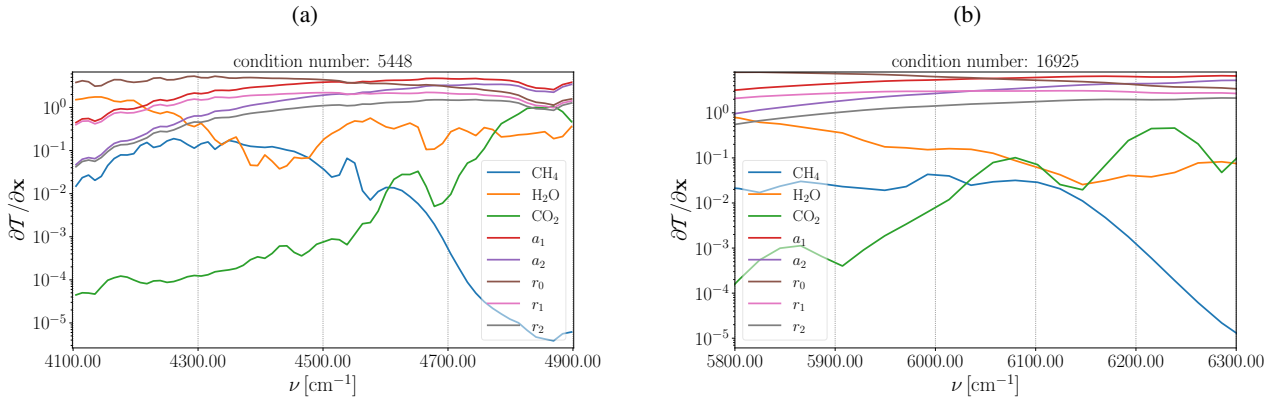 (a)
condition number: 5448
∂𝒯/∂x
10⁰
10⁻¹
10⁻²
10⁻³
10⁻⁴
10⁻⁵
CH₄
H₂O
CO₂
a₁
a₂
r₀
r₁
r₂
4100.00 4300.00 4500.00 4700.00 4900.00
ν [cm⁻¹]
(b)
condition number: 16925
∂𝒯/∂x
10⁰
10⁻¹
10⁻²
10⁻³
10⁻⁴
10⁻⁵
CH₄
H₂O
CO₂
a₁
a₂
r₀
r₁
r₂
5800.00 5900.00 6000.00 6100.00 6200.00 6300.00
ν [cm⁻¹]